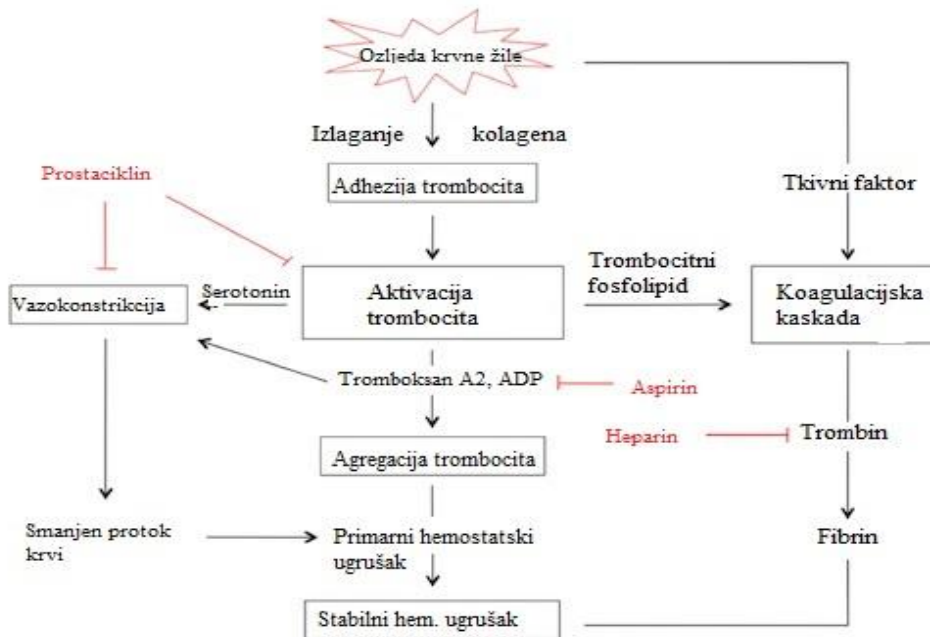 Ozljeda krvne žile
Izlaganje kolagena
Prostaciklin
Adhezija trombocita
Tkivni faktor
Trombocitni
fosfolipid
Serotonin
Vazokonstrikcija
Aktivacija
trombocita
Koagulacijska
kaskada
Tromboksan A2, ADP
Aspirin
Heparin
Trombin
Agregacija trombocita
Smanjen protok
krvi
Primarni hemostatski
ugrušak
Fibrin
Stabilni hem. ugrušak